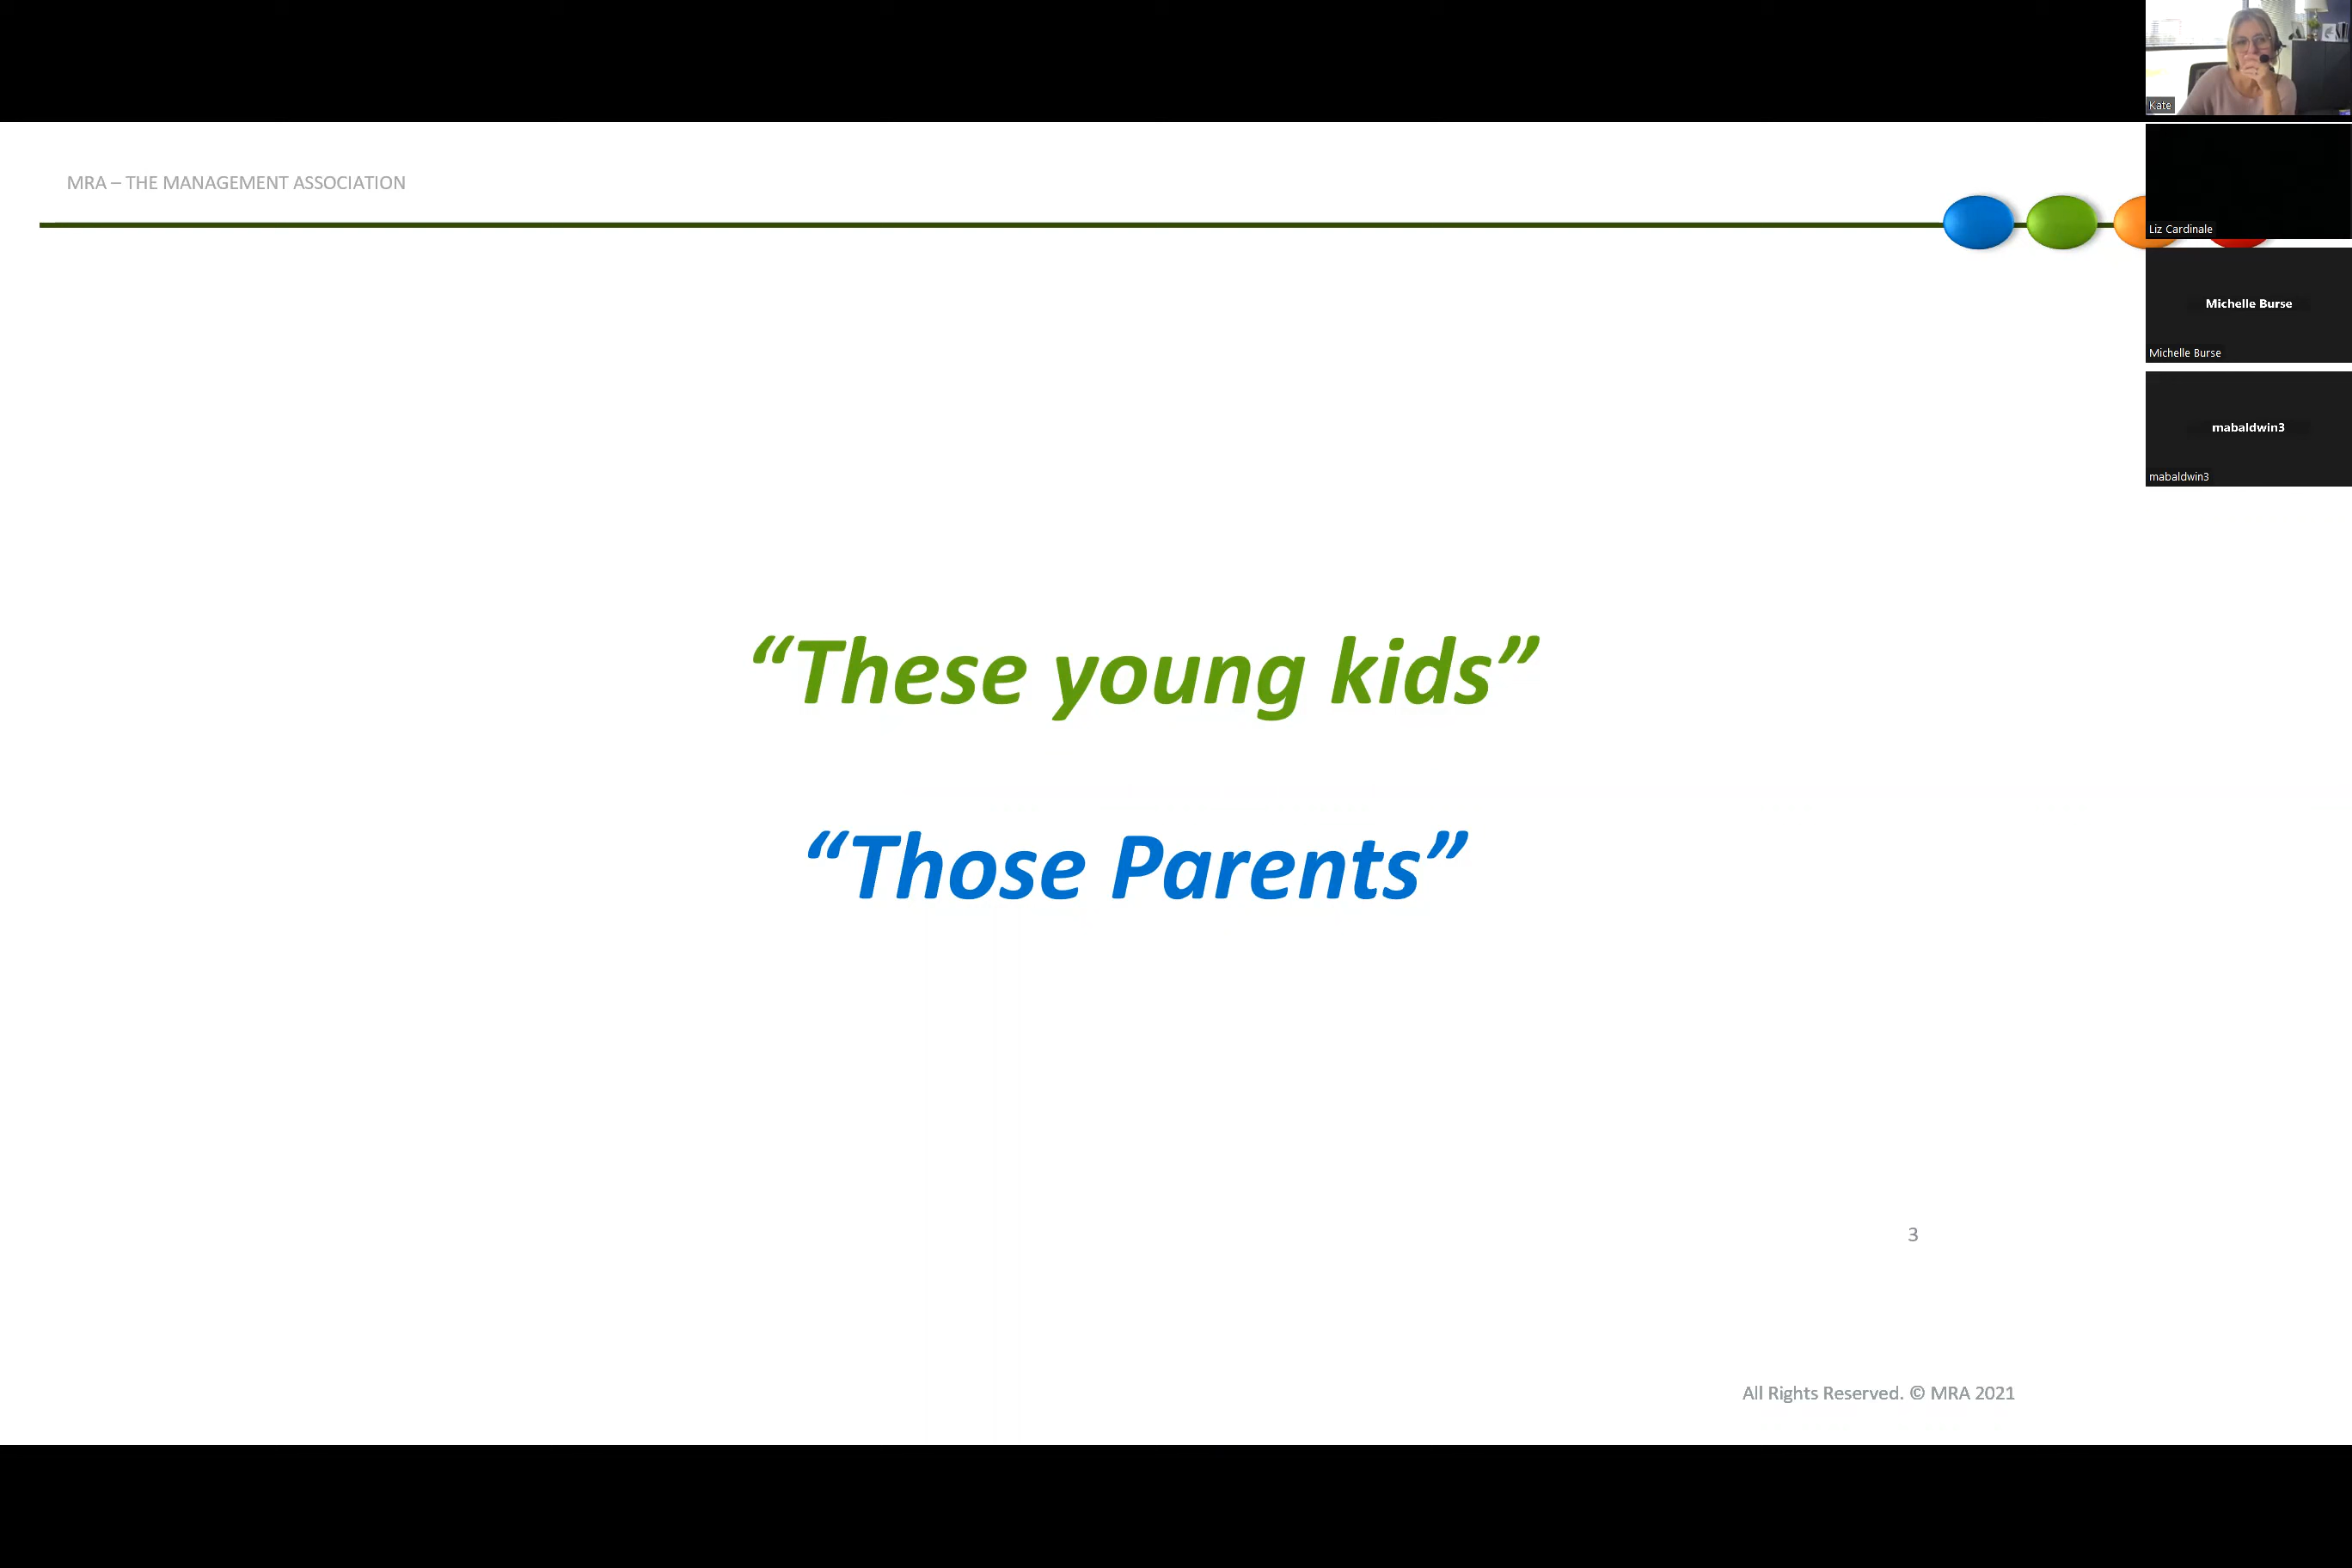 Kate
MRA – THE MANAGEMENT ASSOCIATION
Liz Cardinale
Michelle Burse
Michelle Burse
mabaldwin3
mabaldwin3
“These young kids”
“Those Parents”
3
All Rights Reserved. © MRA 2021